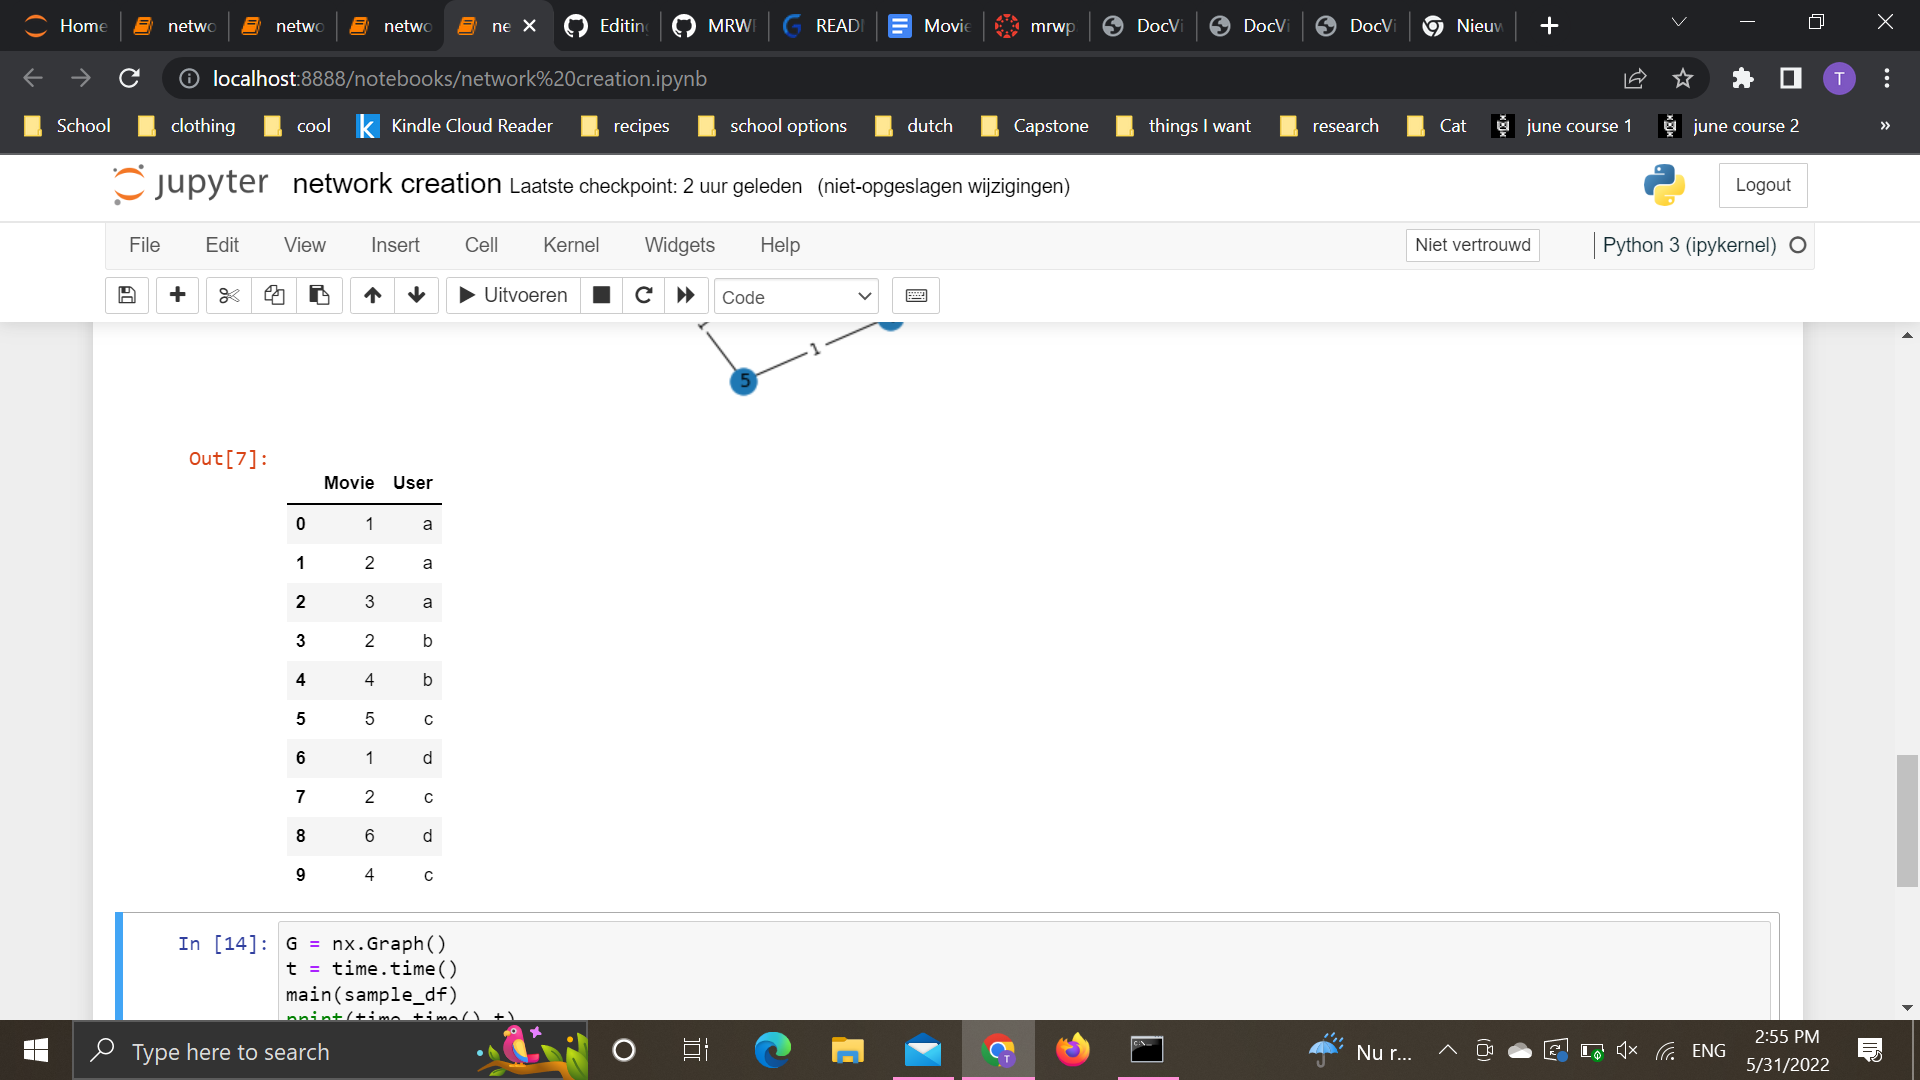 Home netwo netwo netwo ne Editin MRWI READ Movie mrwp DocVi DocVi DocVi Nieuw
localhost:8888/notebooks/network%20creation.ipynb T
School clothing cool Kindle Cloud Reader recipes school options dutch Capstone things I want research Cat june course 1 june course 2 »
jupyter network creation Laatste checkpoint: 2 uur geleden (niet-opgeslagen wijzigingen) Logout
File Edit View Insert Cell Kernel Widgets Help Niet vertrouwd Python 3 (ipykernel)
Uitvoeren Code
1
5
Out[7]:
Movie User
0 1 a
1 2 a
2 3 a
3 2 b
4 4 b
5 5 c
6 1 d
7 2 c
8 6 d
9 4 c
In [14]: G = nx.Graph()
t = time.time()
main(sample_df)
print(time.time()-t)
Type here to search Nu r... ENG 2:55 PM
5/31/2022